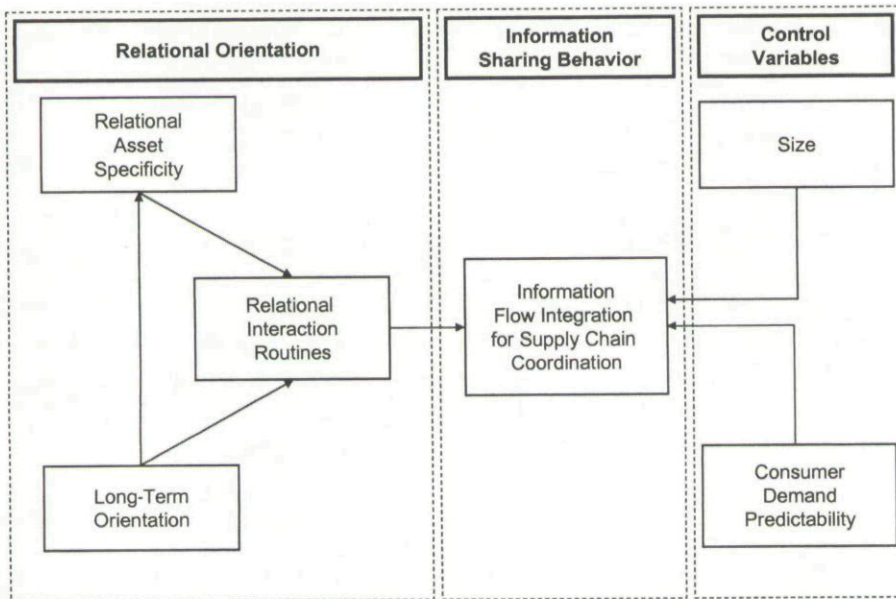 Relational Orientation
Information
Sharing Behavior
Control
Variables
Relational
Asset
Specificity
Relational
Interaction
Routines
Long-Term
Orientation
Information
Flow Integration
for Supply Chain
Coordination
Size
Consumer
Demand
Predictability